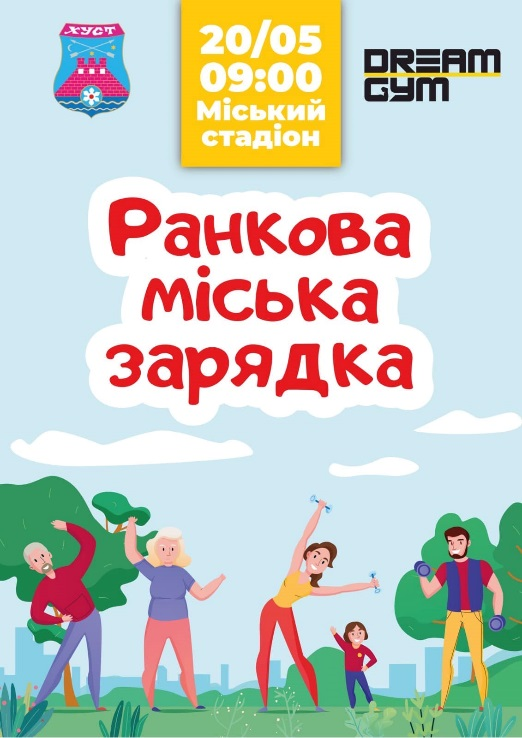 ХУСТ
20/05
09:00
Міський
стадіон
DREAM
GYM
Ранкова
міська
зарядка